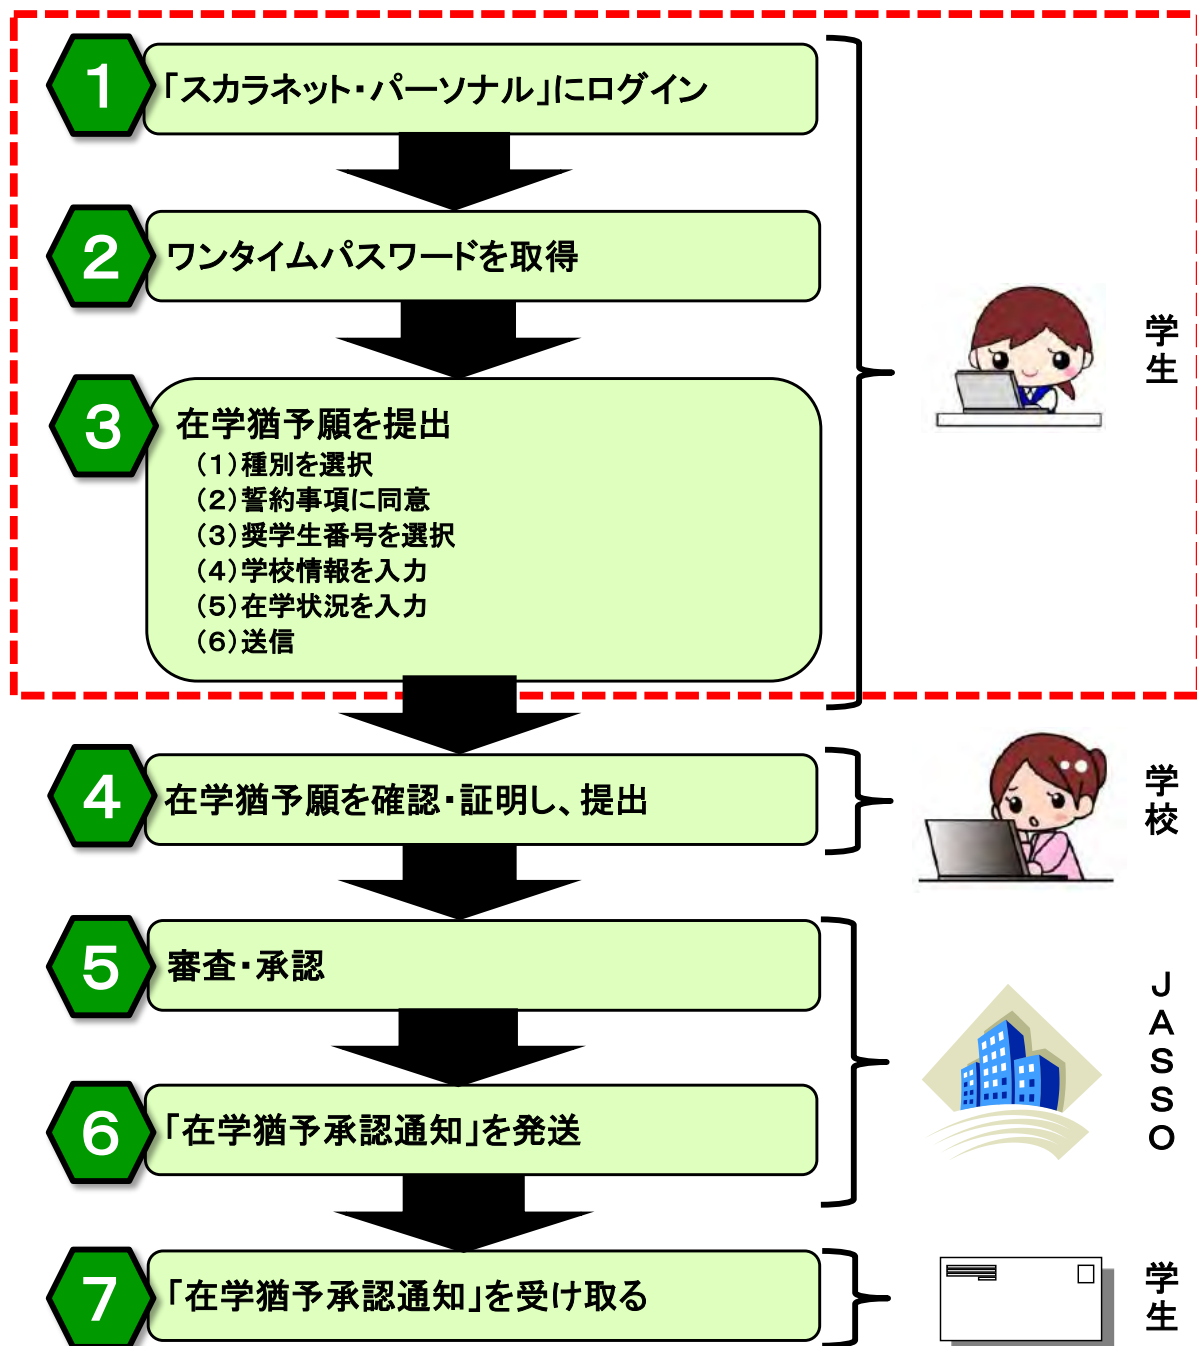 1
「スカラネット・パーソナル」にログイン
2
ワンタイムパスワードを取得
3
在学猶予願を提出
（1）種別を選択
（2）誓約事項に同意
（3）奨学生番号を選択
（4）学校情報を入力
（5）在学状況を入力
（6）送信
学生
4
在学猶予願を確認・証明し、提出
学校
5
審査・承認
6
「在学猶予承認通知」を発送
JASSO
7
「在学猶予承認通知」を受け取る
学生